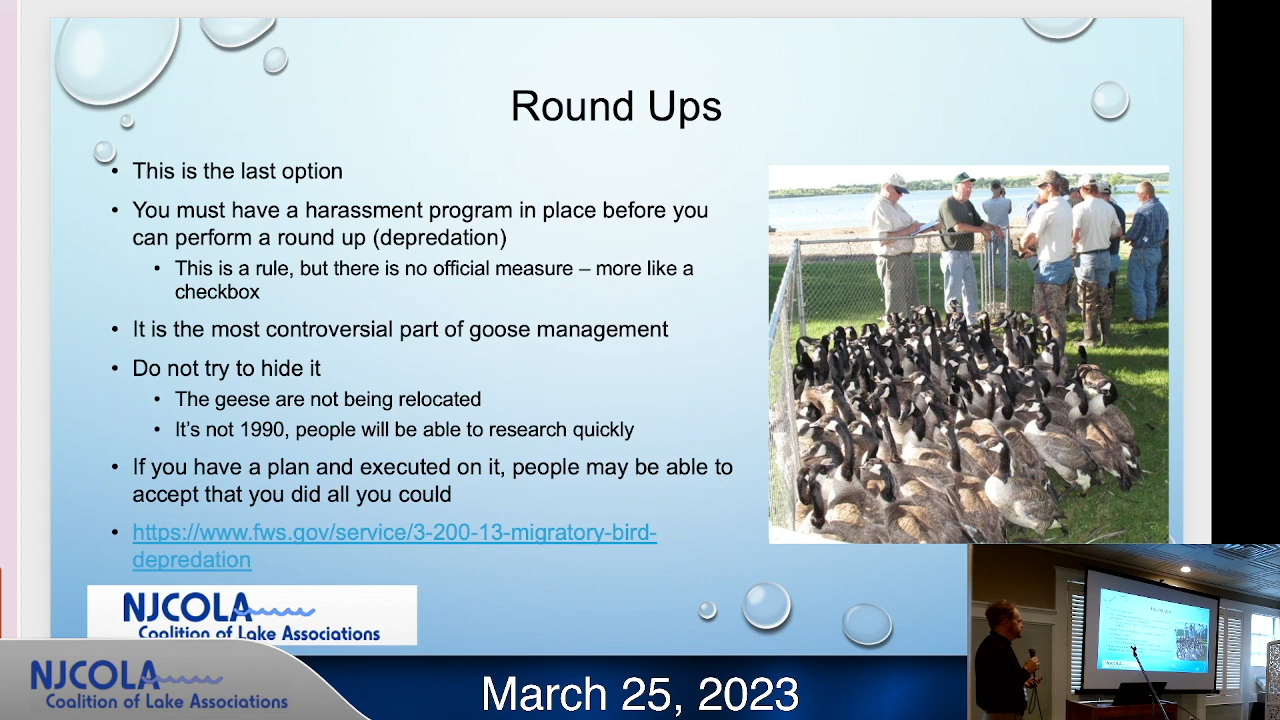 Round Ups
• This is the last option
• You must have a harassment program in place before you
can perform a round up (depredation)
• This is a rule, but there is no official measure – more like a
checkbox
• It is the most controversial part of goose management
• Do not try to hide it
• The geese are not being relocated
• It's not 1990, people will be able to research quickly
• If you have a plan and executed on it, people may be able to
accept that you did all you could
• https://www.fws.gov/service/3-200-13-migratory-bird-
depredation
NJCOLA
Coalition of Lake Associations
NJCOLA
Coalition of Lake Associations
March 25, 2023